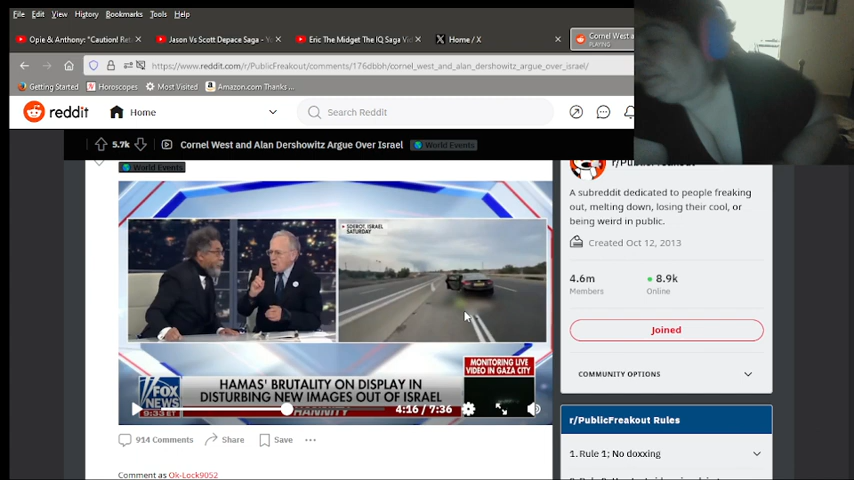 File Edit View History Bookmarks Tools Help
Opie & Anthony: "Caution! Ret
Jason Vs Scott Depace Saga - Y
Eric The Midget The IQ Saga Vi
Home / X
Cornel West a
PLAYING
https://www.reddit.com/r/PublicFreakout/comments/176dbbh/cornel_west_and_alan_dershowitz_argue_over_israel/
Getting Started Horoscopes Most Visited Amazon.com Thanks ...
reddit Home Search Reddit
5.7k Cornel West and Alan Dershowitz Argue Over Israel World Events
World Events
SDEROT, ISRAEL
SATURDAY
MONITORING LIVE
VIDEO IN GAZA CITY
HAMAS' BRUTALITY ON DISPLAY IN
DISTURBING NEW IMAGES OUT OF ISRAEL
FOX
NEWS
9:33 ET
HANNITY
4:16 / 7:36
914 Comments Share Save
Comment as Ok-Lock9052
A subreddit dedicated to people freaking
out, melting down, losing their cool, or
being weird in public.
Created Oct 12, 2013
4.6m 8.9k
Members Online
Joined
COMMUNITY OPTIONS
r/PublicFreakout Rules
1. Rule 1; No doxxing